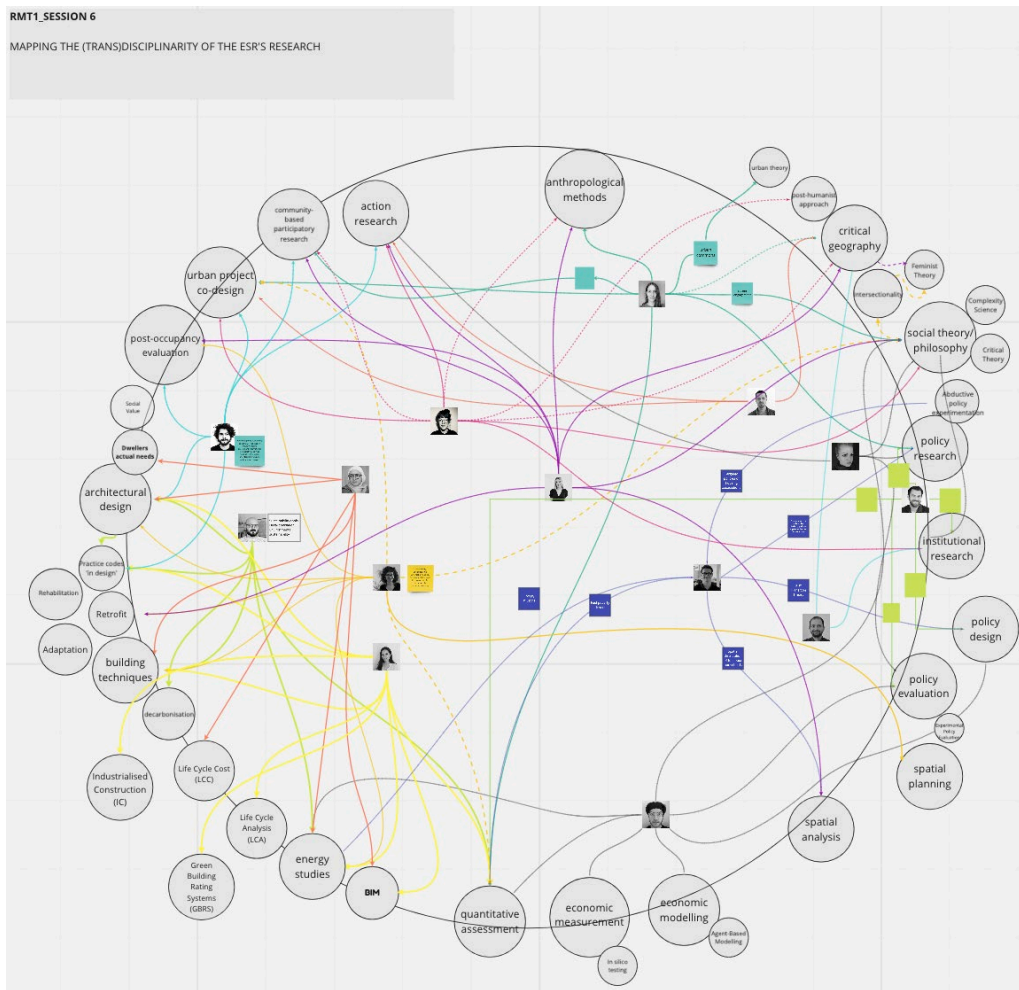 RMT1_SESSION 6
MAPPING THE (TRANS)DISCIPLINARITY OF THE ESR'S RESEARCH
urban theory
post-humanist
approach
anthropological
methods
action
research
community-
based
participatory
research
critical
geography
Feminist
Theory
urban project
co-design
Intersectionality
Complexity
Science
urban
commons
post-occupancy
evaluation
social theory/
philosophy
Critical
Theory
Social
Value
Abductive
policy
experimentation
Dwellers
actual needs
policy
research
architectural
design
institutional
research
Practice codes
'in design'
Rehabilitation
Retrofit
policy
design
Adaptation
building
techniques
policy
evaluation
decarbonisation
Experimental
Policy
Evaluation
Industrialised
Construction
(IC)
Life Cycle Cost
(LCC)
spatial
planning
Life Cycle
Analysis
(LCA)
spatial
analysis
energy
studies
Green
Building
Rating
Systems
(GBRS)
BIM
quantitative
assessment
economic
measurement
economic
modelling
Agent-Based
Modelling
in silico
testing